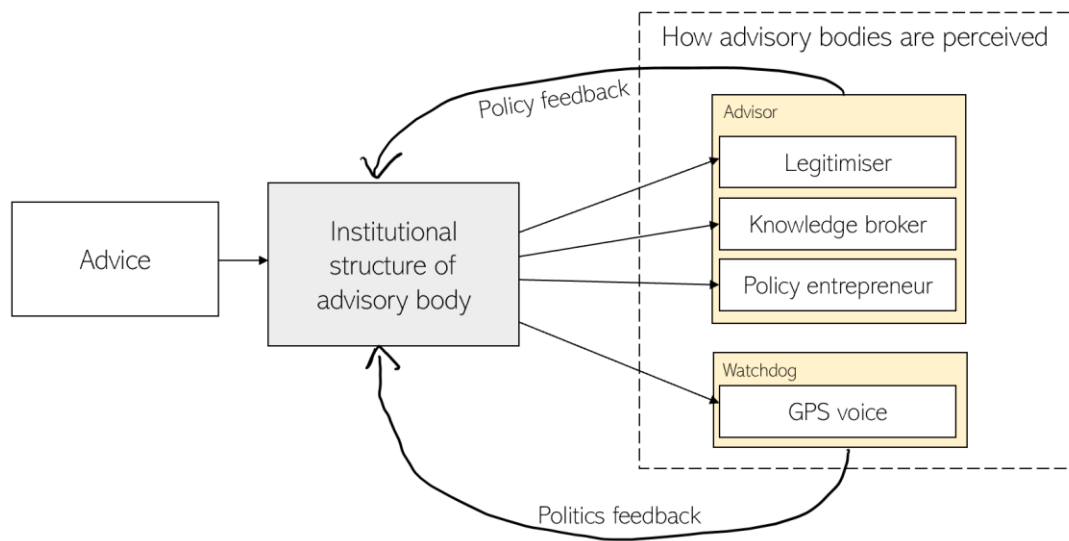 How advisory bodies are perceived
Policy feedback
Advisor
Legitimiser
Knowledge broker
Policy entrepreneur
Advice
Institutional
structure of
advisory body
Watchdog
GPS voice
Politics feedback